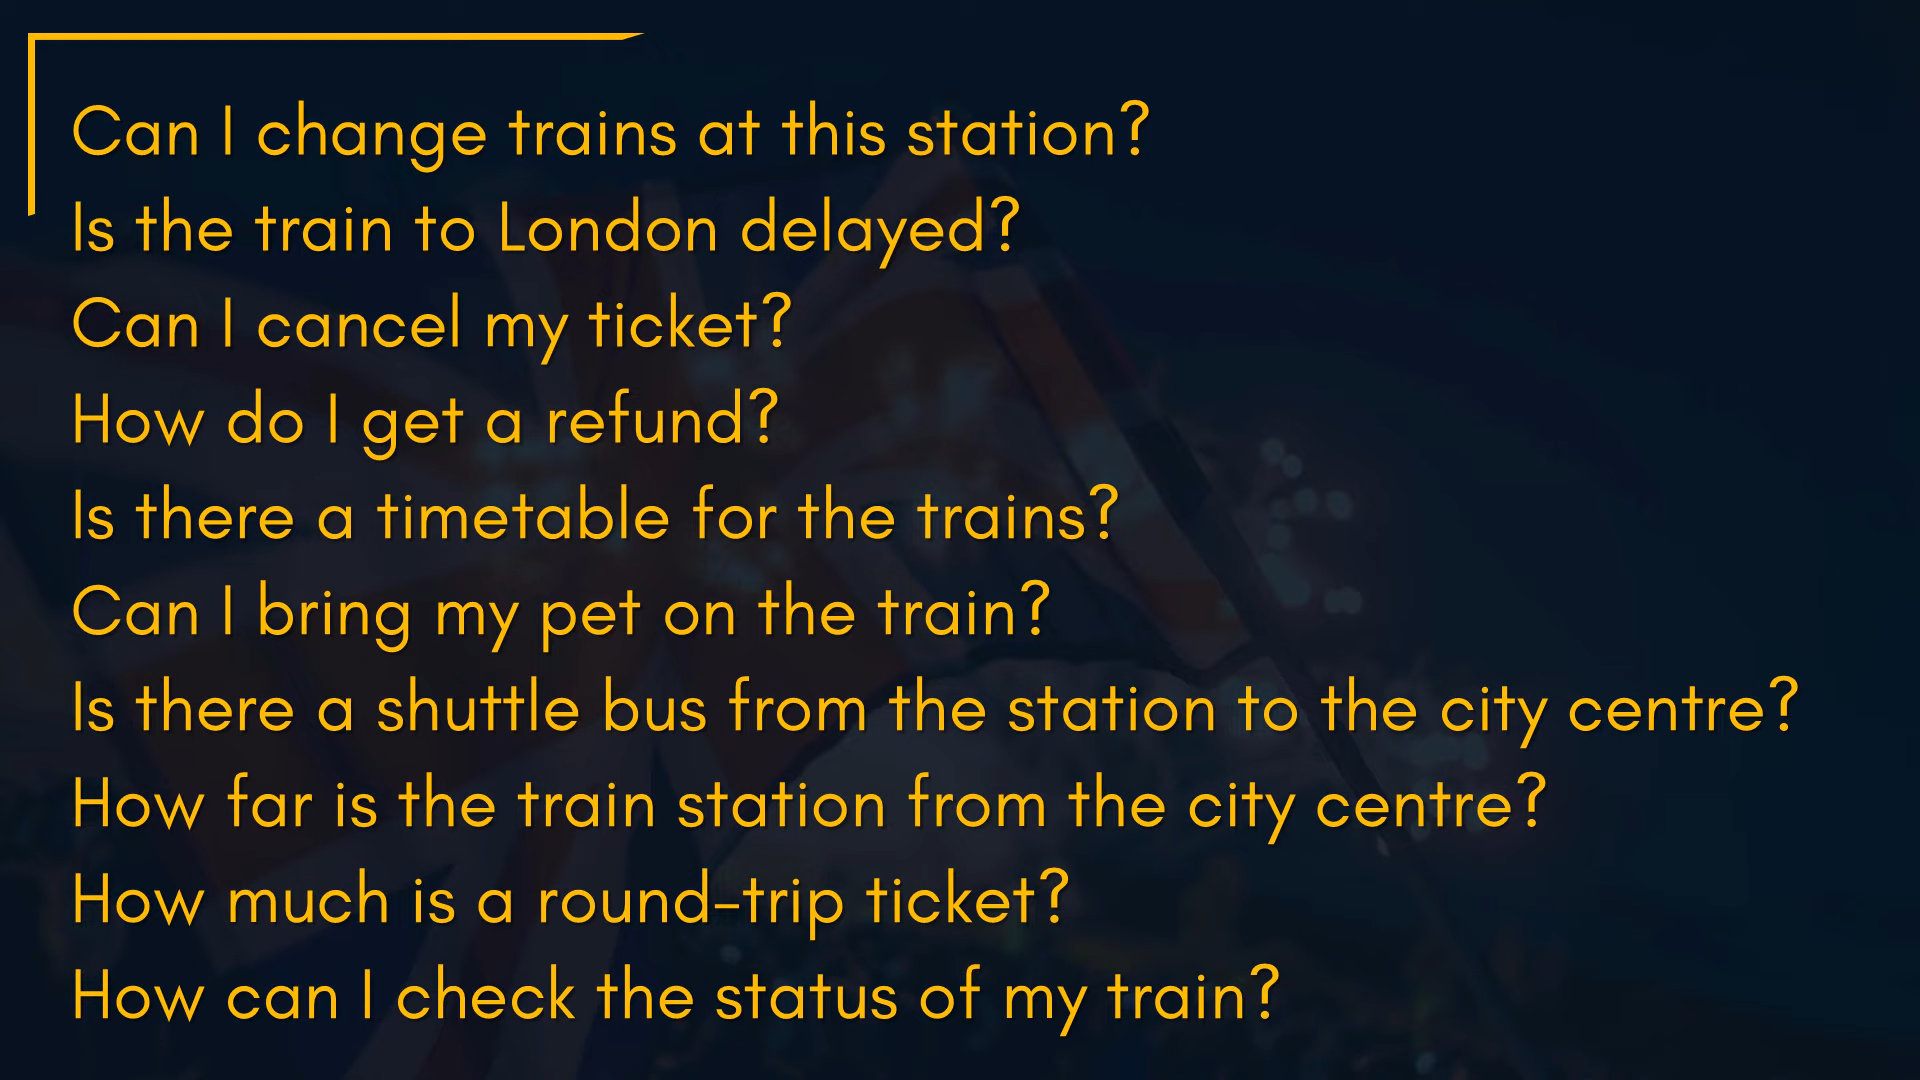 Can I change trains at this station?
Is the train to London delayed?
Can I cancel my ticket?
How do I get a refund?
Is there a timetable for the trains?
Can I bring my pet on the train?
Is there a shuttle bus from the station to the city centre?
How far is the train station from the city centre?
How much is a round-trip ticket?
How can I check the status of my train?